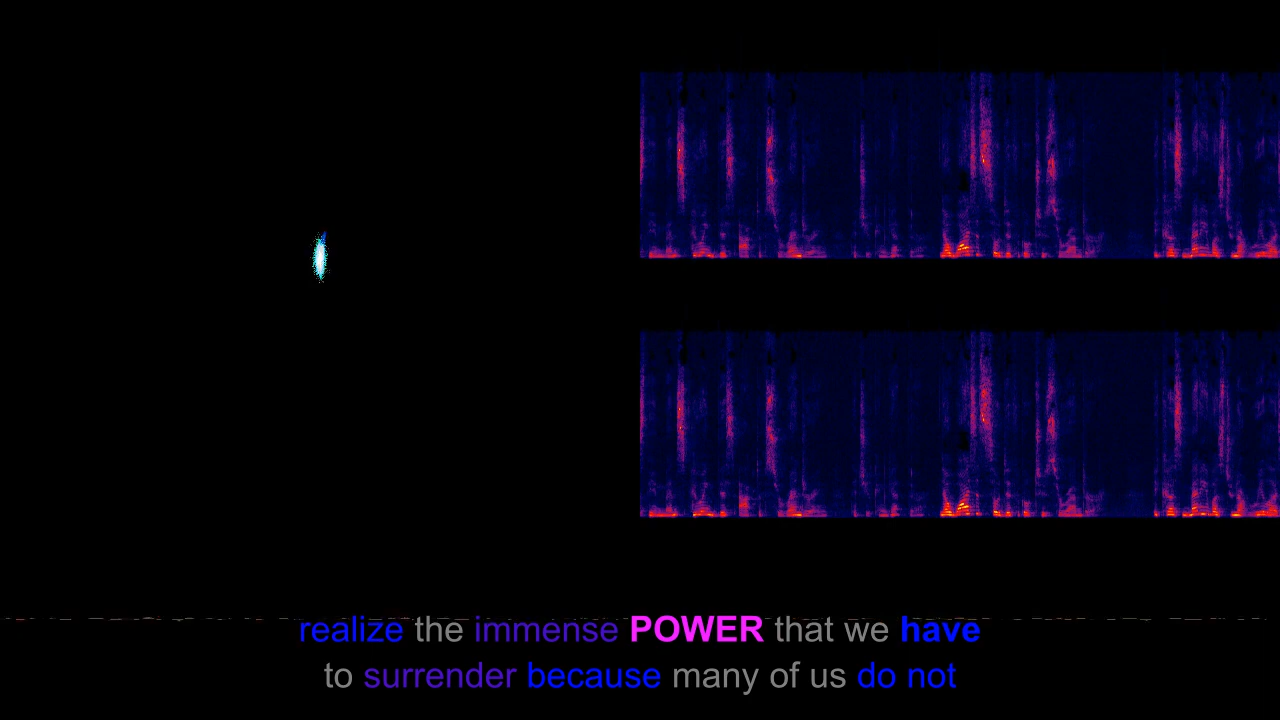 realize the immense POWER that we have
to surrender because many of us do not